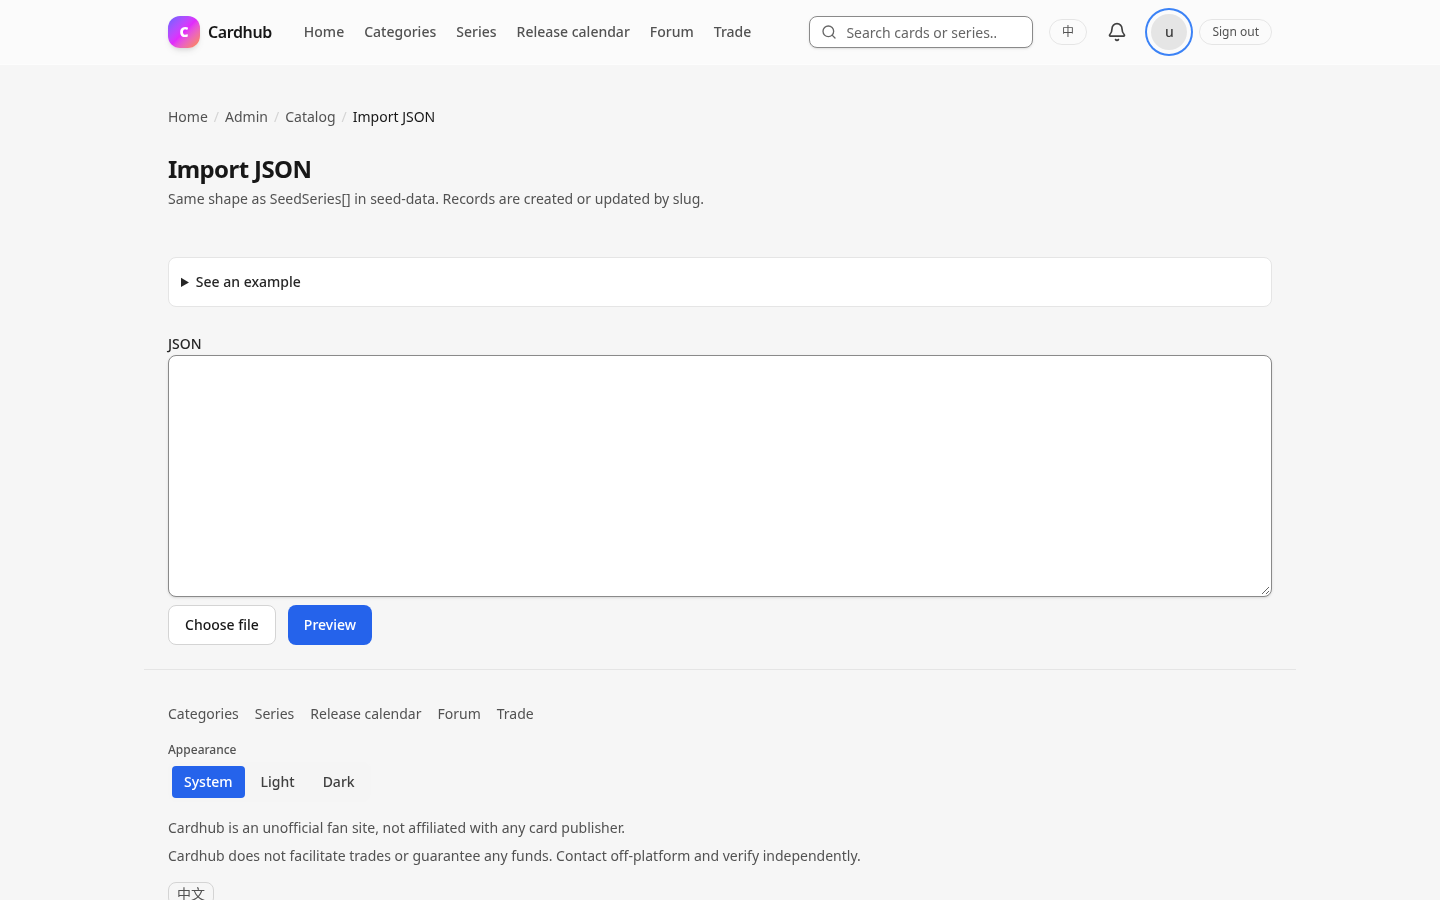 C Cardhub Home Categories Series Release calendar Forum Trade Search cards or series.. 中 u Sign out
Home / Admin / Catalog / Import JSON
Import JSON
Same shape as SeedSeries[] in seed-data. Records are created or updated by slug.
See an example
JSON
Choose file Preview
Categories Series Release calendar Forum Trade
Appearance
System Light Dark
Cardhub is an unofficial fan site, not affiliated with any card publisher.
Cardhub does not facilitate trades or guarantee any funds. Contact off-platform and verify independently.
中文